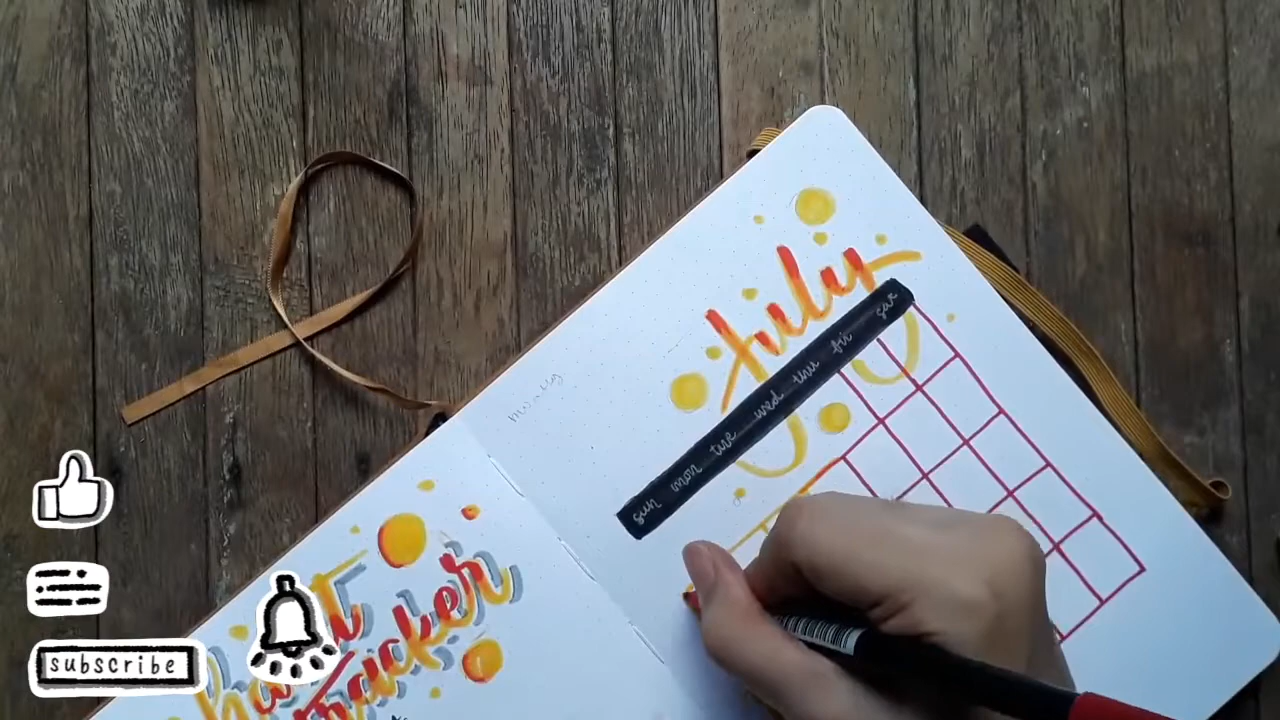 July
sun mon tue wed thu fri sat
habit
tracker
subscribe